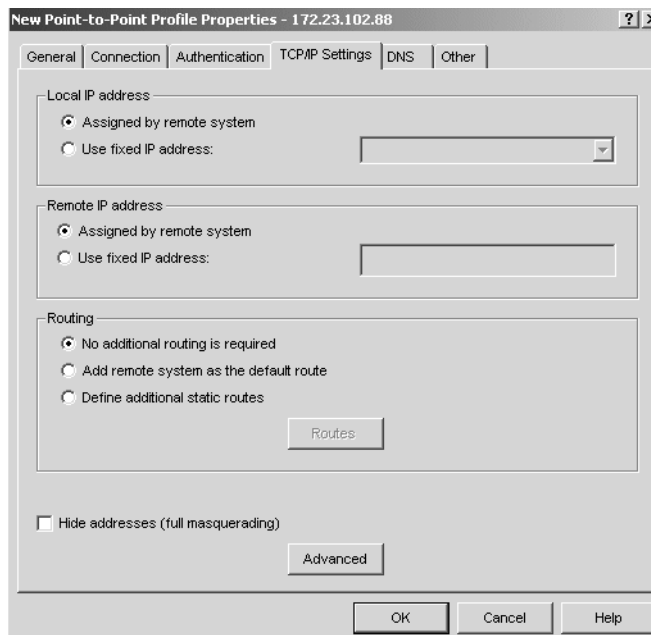 New Point-to-Point Profile Properties - 172.23.102.88
General Connection Authentication TCP/IP Settings DNS Other
Local IP address
Assigned by remote system
Use fixed IP address:
Remote IP address
Assigned by remote system
Use fixed IP address:
Routing
No additional routing is required
Add remote system as the default route
Define additional static routes
Routes
Hide addresses (full masquerading)
Advanced
OK Cancel Help